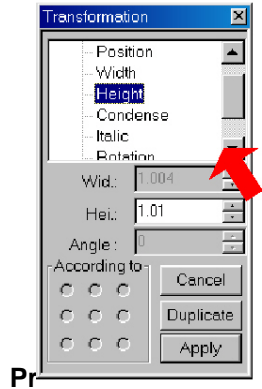 Transformation
Position
Width
Height
Condense
Italic
Rotation
Wid.: 1.004
Hei.: 1.01
Angle : 0
According to
Cancel
Duplicate
Apply
Pr